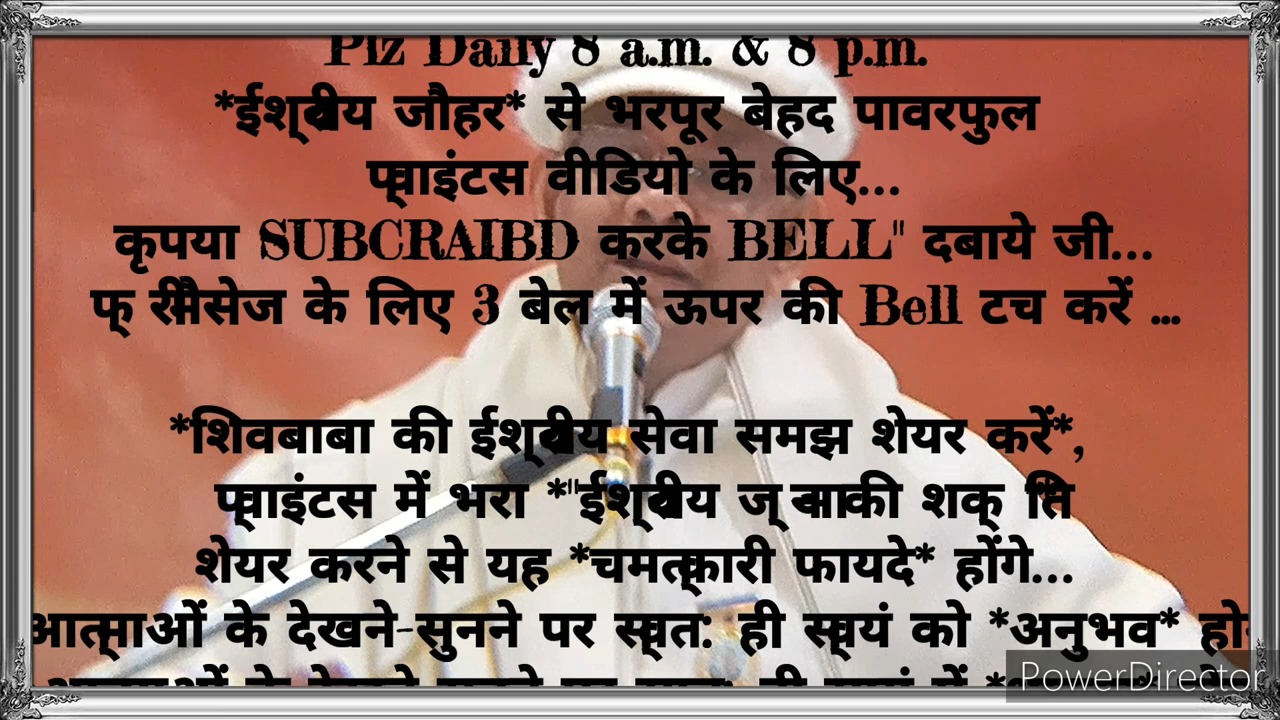 Plz Daily 8 a.m. & 8 p.m.
*ईश्वरीय जौहर* से भरपूर बेहद पावरफुल
प्वाइंटस वीडियो के लिए...
कृपया SUBCRAIBD करके BELL" दबाये जी...
फ्री मैसेज के लिए 3 बेल में ऊपर की Bell टच करें ...
*शिवबाबा की ईश्वरीय सेवा समझ शेयर करें*,
प्वाइंटस में भरा *"ईश्वरीय ज्ञान की शक्ति"*
शेयर करने से यह *चमत्कारी फायदे* होंगे...
आत्माओं के देखने-सुनने पर स्वत: ही स्वयं को *अनुभव*
PowerDirector